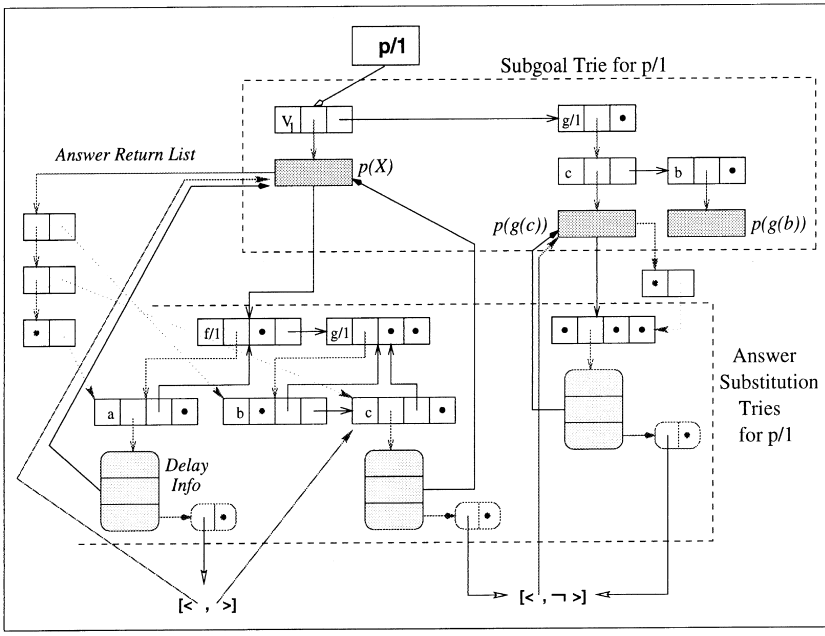 p/1
Subgoal Trie for p/1
V1
g/1
Answer Return List
p(X)
c
b
p(g(c))
p(g(b))
f/1
g/1
Answer
Substitution
Tries
for p/1
a
b
c
Delay
Info
[< , >]
[< , ¬ >]